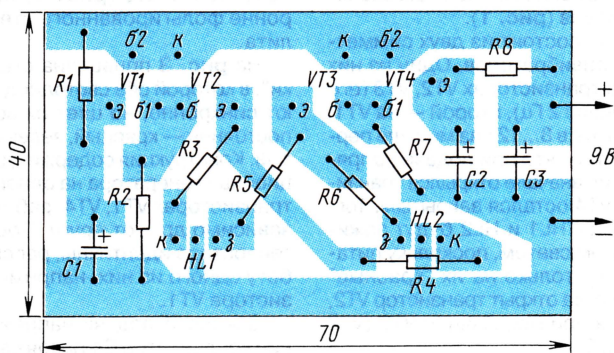 б2 к к б2
R1 VT1 VT2 VT3 VT4 R8
э б1 б э э б б1 э
+
40
R3 R7 + + 9В
R2 R5 R6 C2 C3
+ к з HL2
C1 HL1 з к
–
R4
70